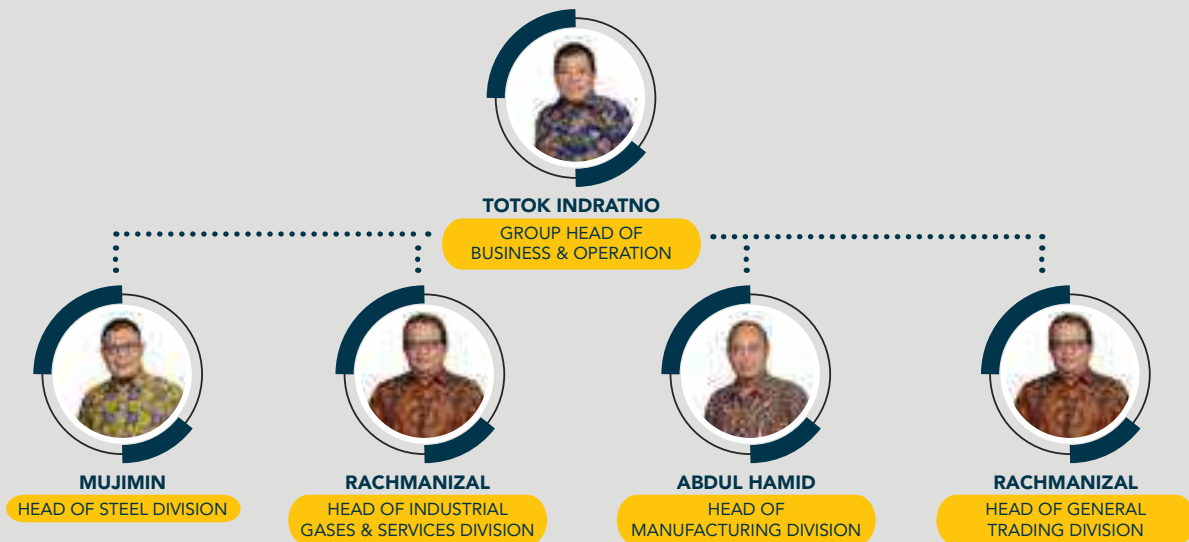 TOTOK INDRATNO
GROUP HEAD OF
BUSINESS & OPERATION
MUJIMIN
HEAD OF STEEL DIVISION
RACHMANIZAL
HEAD OF INDUSTRIAL
GASES & SERVICES DIVISION
ABDUL HAMID
HEAD OF
MANUFACTURING DIVISION
RACHMANIZAL
HEAD OF GENERAL
TRADING DIVISION